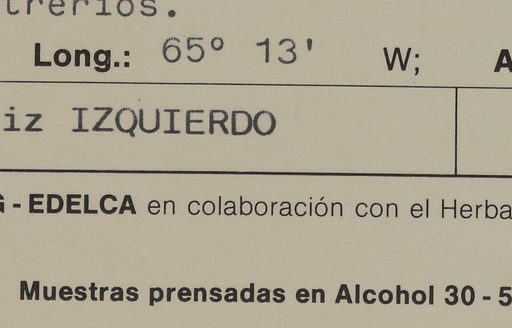 trerios.
Long.: 65° 13' W; A
iz IZQUIERDO
G - EDELCA en colaboración con el Herba
Muestras prensadas en Alcohol 30 - 5